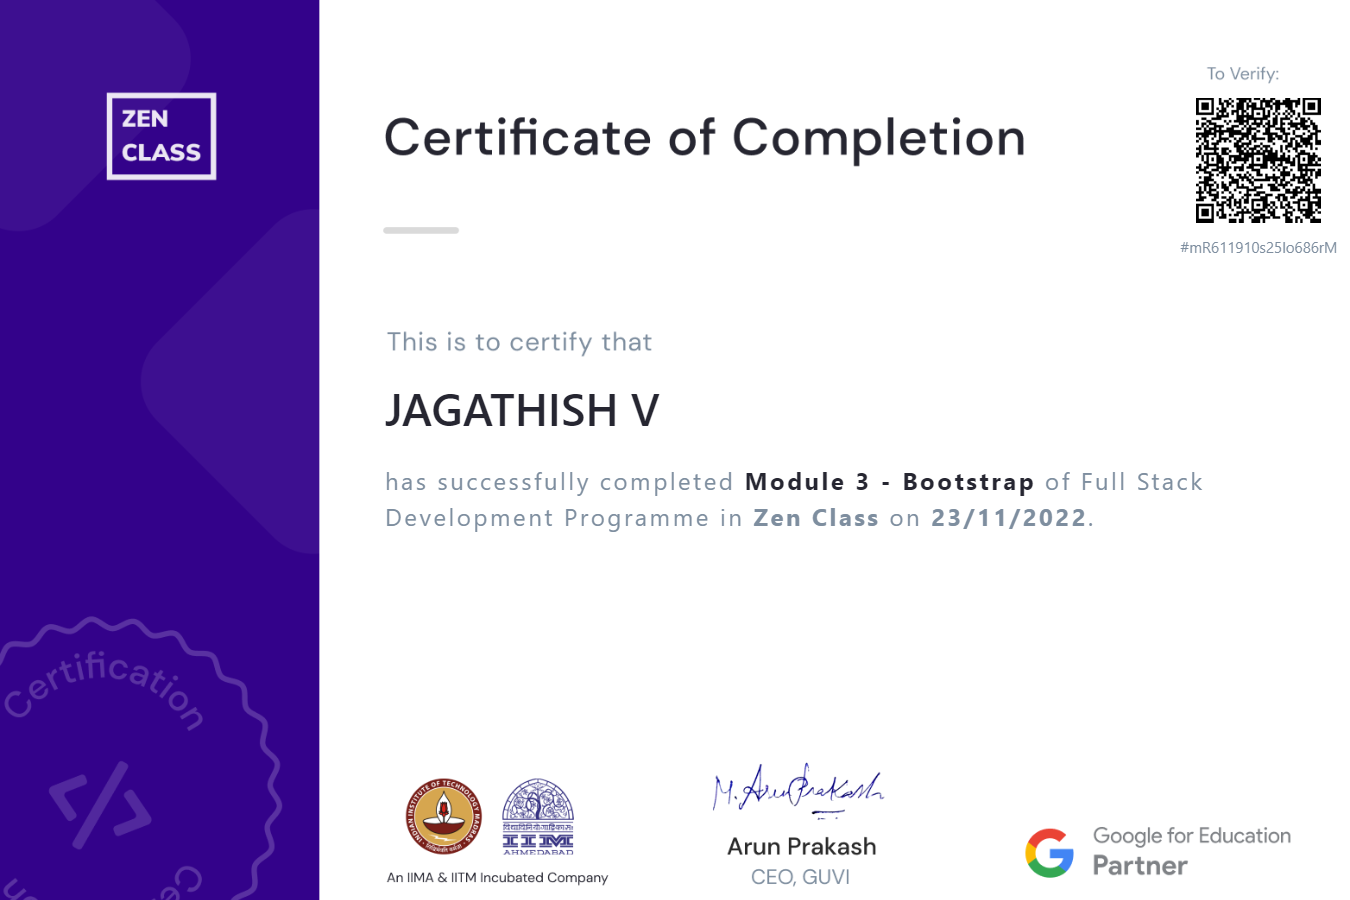 ZEN
CLASS
To Verify:
Certificate of Completion
#mR611910s25Io686rM
This is to certify that
JAGATHISH V
has successfully completed Module 3 - Bootstrap of Full Stack
Development Programme in Zen Class on 23/11/2022.
Certification
</>
INDIAN INSTITUTE OF TECHNOLOGY MADRAS
IIM
AHMEDABAD
An IIMA & IITM Incubated Company
M. Arun Prakash
Arun Prakash
CEO, GUVI
Google for Education
Partner